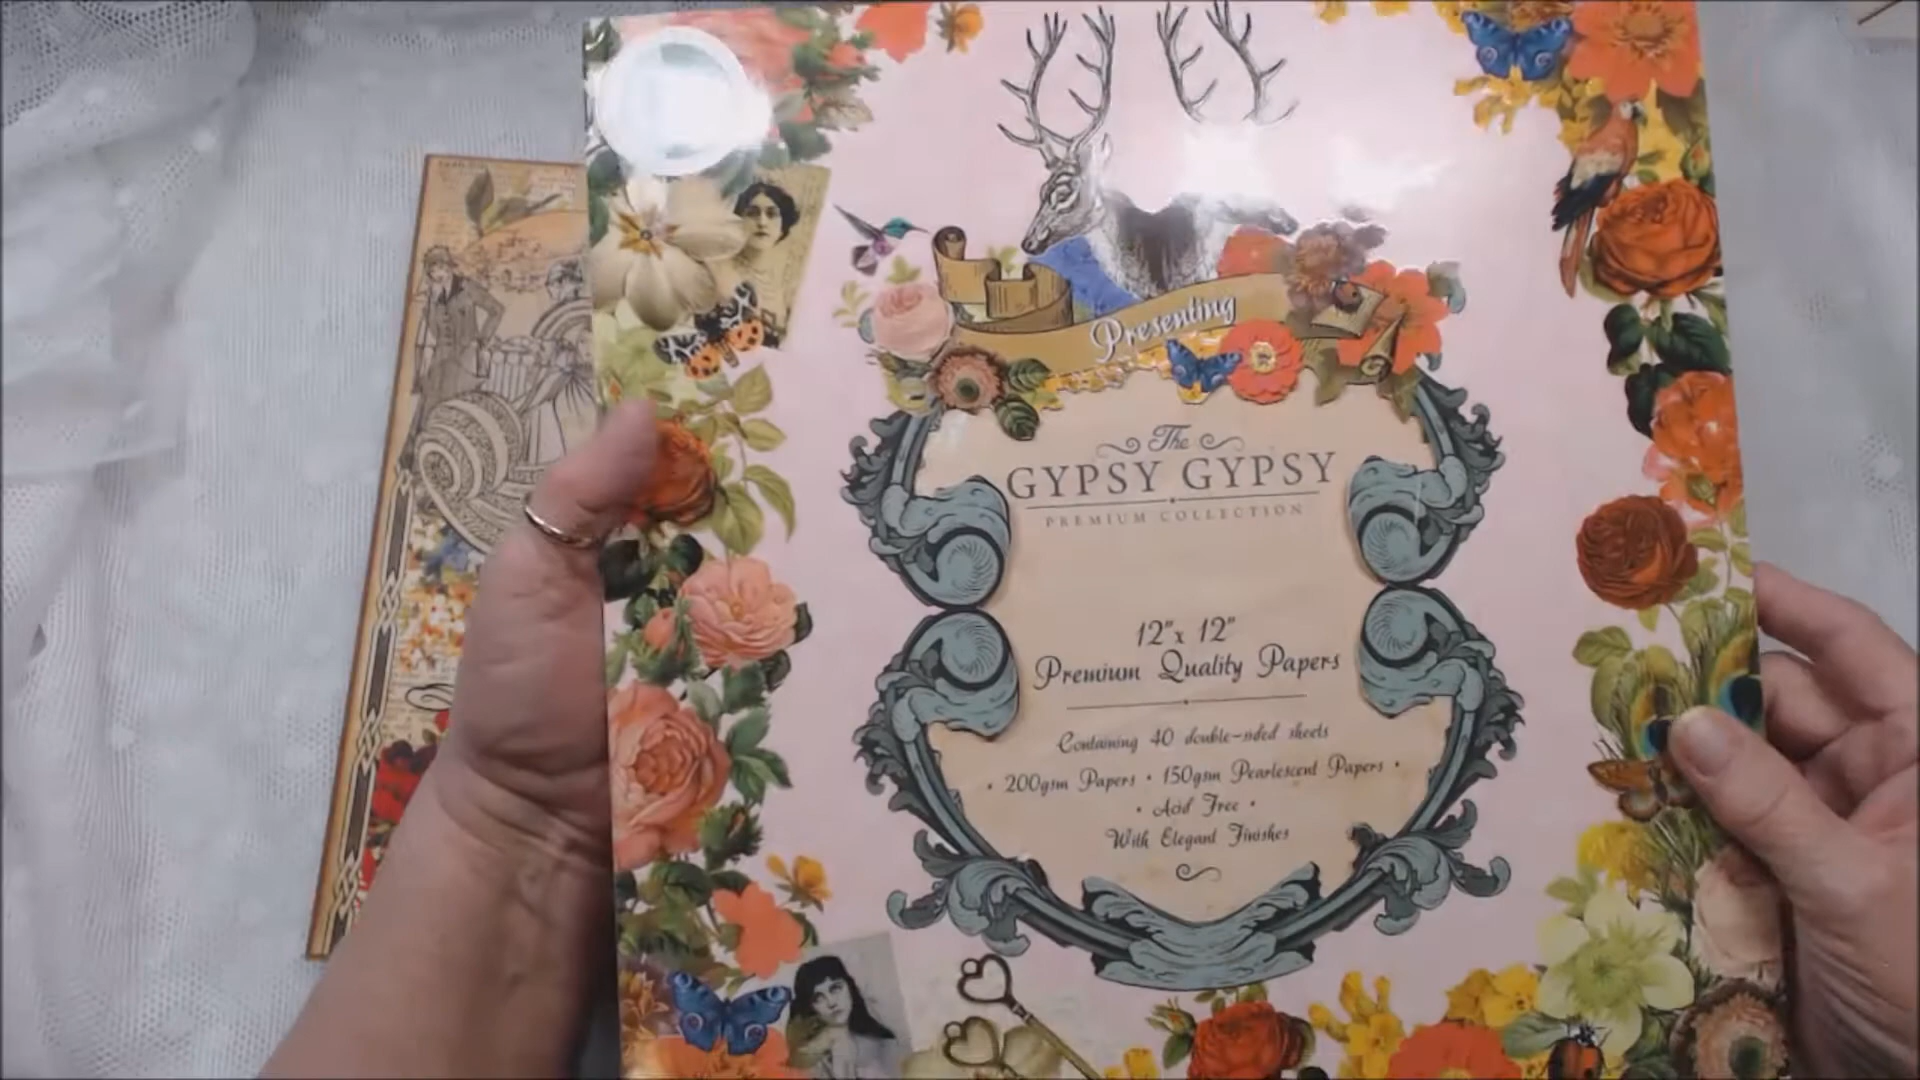 Presenting
The
GYPSY GYPSY
PREMIUM COLLECTION
12"x 12"
Premium Quality Papers
Containing 40 double-sided sheets
• 200gsm Papers • 150gsm Pearlescent Papers •
• Acid Free •
With Elegant Finishes